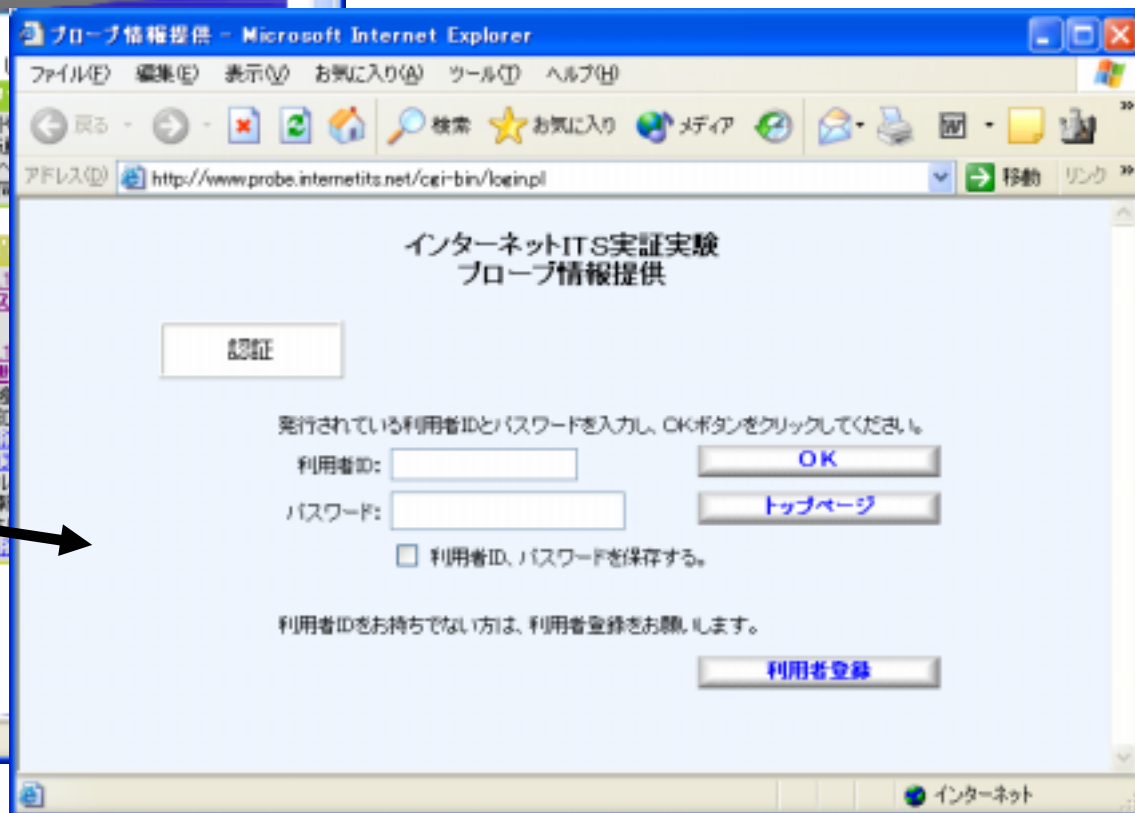 プローブ情報提供 - Microsoft Internet Explorer
ファイル(F) 編集(E) 表示(V) お気に入り(A) ツール(T) ヘルプ(H)
戻る 検索 お気に入り メディア
アドレス(D) http://www.probe.internetits.net/cgi-bin/login.pl 移動 リンク
インターネットITS実証実験
プローブ情報提供
認証
発行されている利用者IDとパスワードを入力し、OKボタンをクリックしてください。
利用者ID: OK
パスワード: トップページ
利用者ID、パスワードを保存する。
利用者IDをお持ちでない方は、利用者登録をお願いします。
利用者登録
インターネット